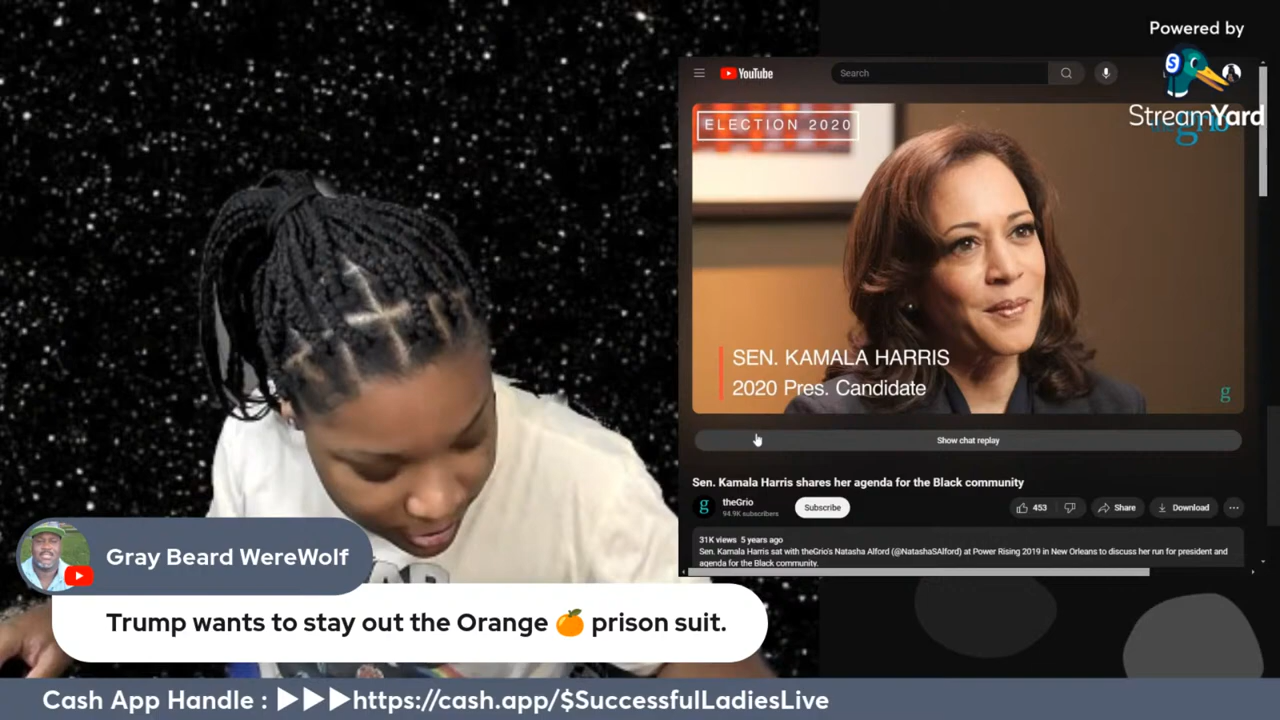 Powered by
StreamYard
YouTube
Search
ELECTION 2020
SEN. KAMALA HARRIS
2020 Pres. Candidate
g
Show chat replay
Sen. Kamala Harris shares her agenda for the Black community
g
theGrio
94.9K subscribers
Subscribe
453
Share
Download
31K views 5 years ago
Sen. Kamala Harris sat with theGrio's Natasha Alford (@NatashaSAlford) at Power Rising 2019 in New Orleans to discuss her run for president and
agenda for the Black community.
Gray Beard WereWolf
Trump wants to stay out the Orange 🍊 prison suit.
Cash App Handle : ▶▶▶https://cash.app/$SuccessfulLadiesLive